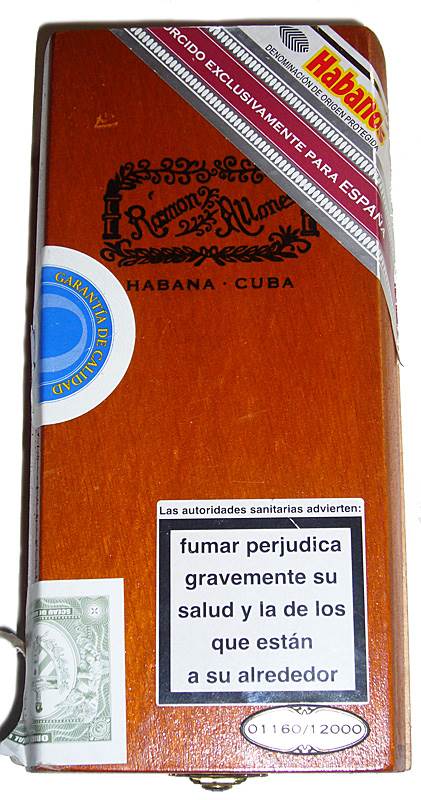 Habanos
DENOMINACIÓN DE ORIGEN PROTEGIDA
ORCIDO EXCLUSIVAMENTE PARA ESPAÑA
Ramon Allones
HABANA · CUBA
GARANTÍA DE CALIDAD
Las autoridades sanitarias advierten:
fumar perjudica
gravemente su
salud y la de los
que están
a su alrededor
01160/12000